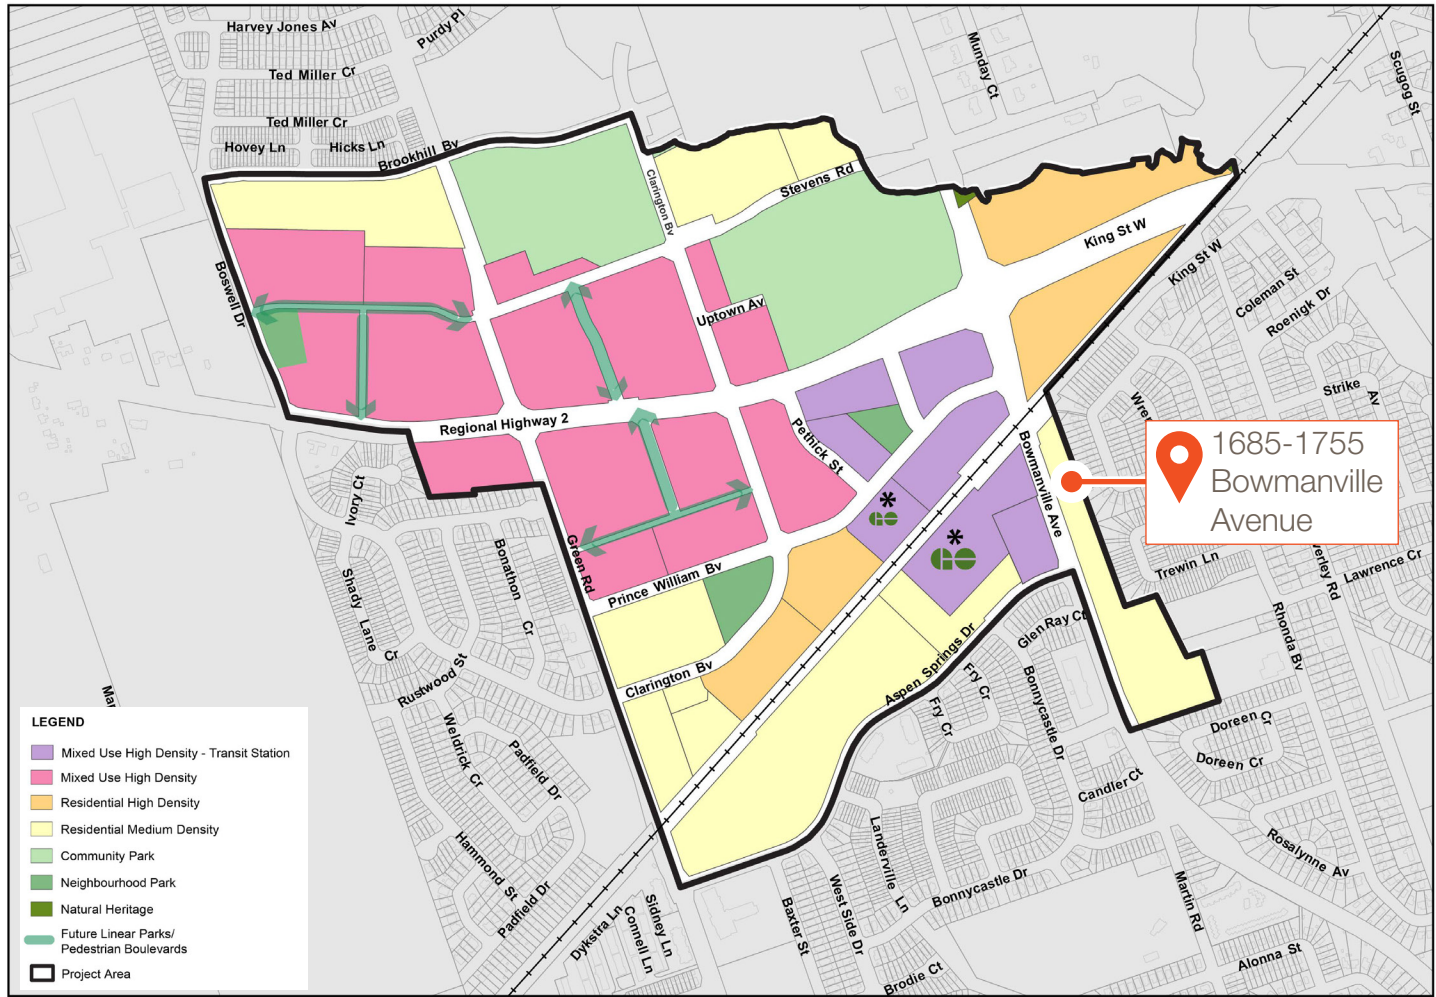 Harvey Jones Av
Purdy Pl
Ted Miller Cr
Ted Miller Cr
Hovey Ln
Hicks Ln
Brookhill Bv
Munday Ct
Scugog St
Clarington Bv
Stevens Rd
King St W
King St W
Coleman St
Roenigk Dr
Boswell Dr
Uptown Av
Strike Av
Regional Highway 2
Pethick St
Bowmanville Ave
1685-1755
Bowmanville
Avenue
Ivory Ct
Green Rd
Bonathon Cr
Shady Lane Cr
Prince William Bv
GO
GO
Trewin Ln
Lawrence Cr
Rhonda Bv
Glen Ray Ct
Clarington Bv
Aspen Springs Dr
Fry Cr
Fry Cr
Rustwood St
Bonnycastle Dr
Doreen Cr
Doreen Cr
Weldrick Cr
Padfield Dr
Candler Ct
Hammond St
Padfield Dr
Landerville Ln
Rosalynne Av
Bonnycastle Dr
West Side Dr
Baxter St
Martin Rd
Sidney Ln
Connell Ln
Dykstra Ln
Brodie Ct
Alonna St
LEGEND
Mixed Use High Density - Transit Station
Mixed Use High Density
Residential High Density
Residential Medium Density
Community Park
Neighbourhood Park
Natural Heritage
Future Linear Parks/
Pedestrian Boulevards
Project Area